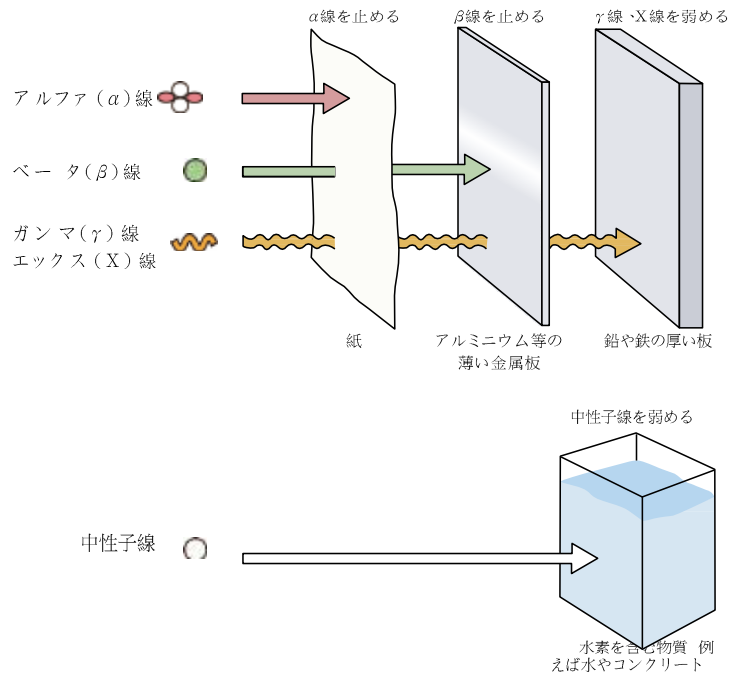 α線を止める
β線を止める
γ線、X線を弱める
アルファ(α)線
ベータ(β)線
ガンマ(γ)線
エックス(X)線
紙
アルミニウム等の
薄い金属板
鉛や鉄の厚い板
中性子線を弱める
中性子線
水素を含む物質 例
えば水やコンクリート